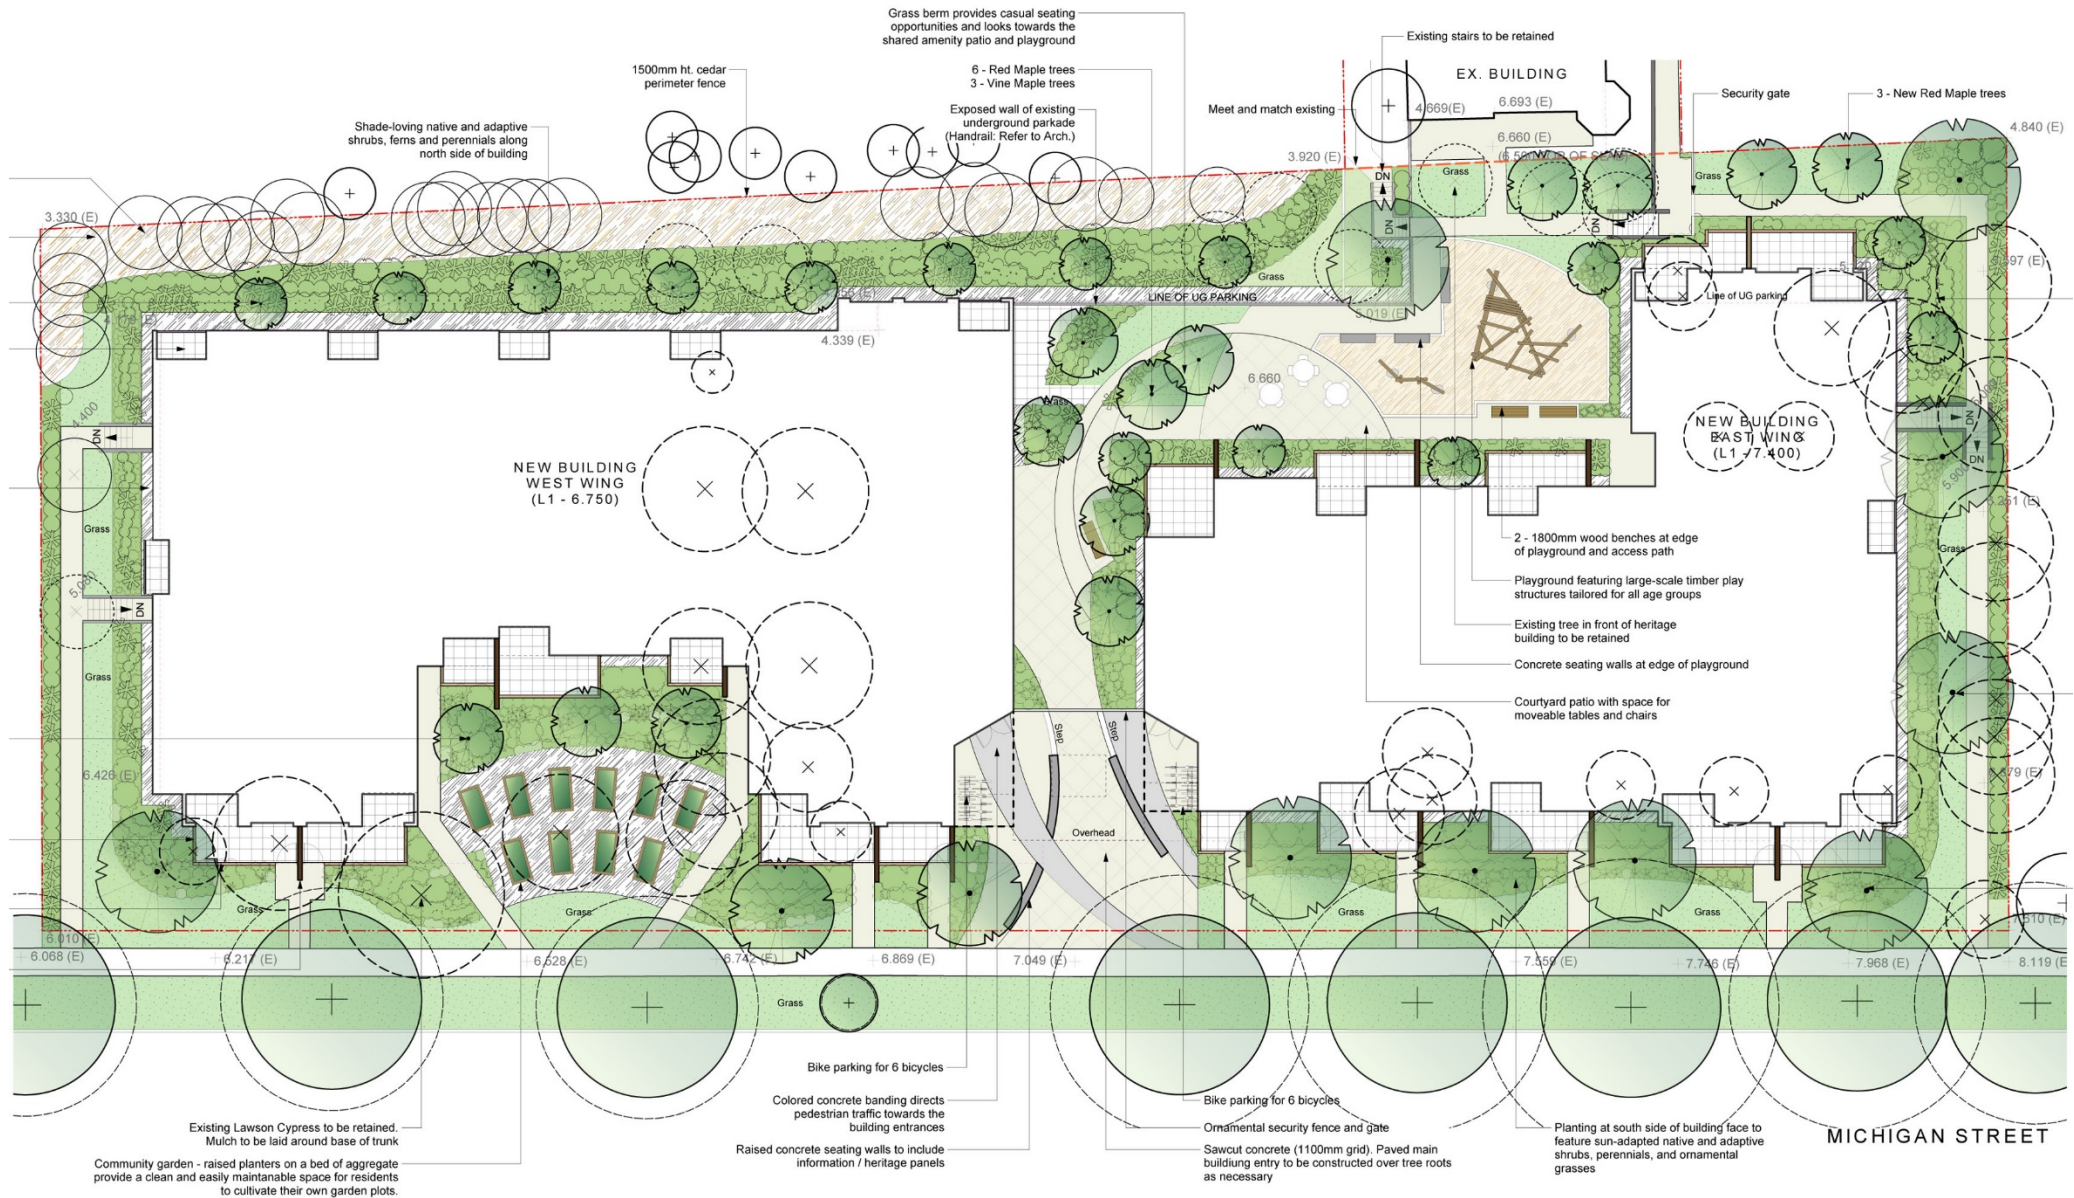 Grass berm provides casual seating
opportunities and looks towards the
shared amenity patio and playground
Existing stairs to be retained
1500mm ht. cedar
perimeter fence
6 - Red Maple trees
3 - Vine Maple trees
EX. BUILDING
Exposed wall of existing
underground parkade
(Handrail: Refer to Arch.)
Meet and match existing
4.669(E)
6.693 (E)
Security gate
3 - New Red Maple trees
Shade-loving native and adaptive
shrubs, ferns and perennials along
north side of building
6.660 (E)
4.840 (E)
3.920 (E)
DN
Grass
Grass
3.330 (E)
DN
DN
Grass
LINE OF UG PARKING
Line of UG parking
5.019 (E)
4.339 (E)
6.660
Grass
4.400
DN
DN
DN
NEW BUILDING
WEST WING
(L1 - 6.750)
NEW BUILDING
EAST WING
(L1 - 7.400)
Grass
Grass
2 - 1800mm wood benches at edge
of playground and access path
Playground featuring large-scale timber play
structures tailored for all age groups
5.080
DN
Existing tree in front of heritage
building to be retained
Concrete seating walls at edge of playground
Grass
Courtyard patio with space for
moveable tables and chairs
Step
Step
6.426 (E)
Overhead
Grass
Grass
Grass
Grass
6.010 (E)
6.068 (E)
6.217 (E)
6.528 (E)
6.742 (E)
6.869 (E)
7.049 (E)
7.559 (E)
7.746 (E)
7.968 (E)
8.119 (E
Grass
Bike parking for 6 bicycles
Colored concrete banding directs
pedestrian traffic towards the
building entrances
Raised concrete seating walls to include
information / heritage panels
Bike parking for 6 bicycles
Ornamental security fence and gate
Sawcut concrete (1100mm grid). Paved main
buildiung entry to be constructed over tree roots
as necessary
Planting at south side of building face to
feature sun-adapted native and adaptive
shrubs, perennials, and ornamental
grasses
MICHIGAN STREET
Existing Lawson Cypress to be retained.
Mulch to be laid around base of trunk
Community garden - raised planters on a bed of aggregate
provide a clean and easily maintanable space for residents
to cultivate their own garden plots.